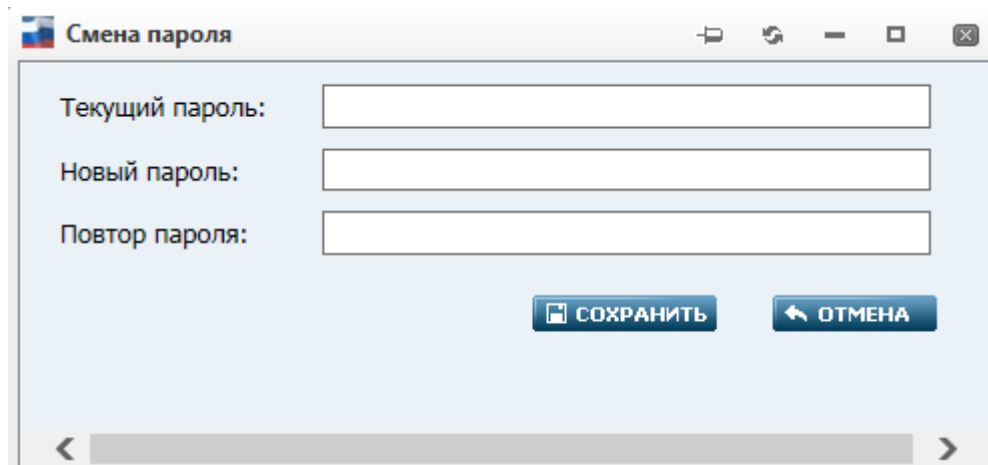 Смена пароля
Текущий пароль:
Новый пароль:
Повтор пароля:
СОХРАНИТЬ ОТМЕНА